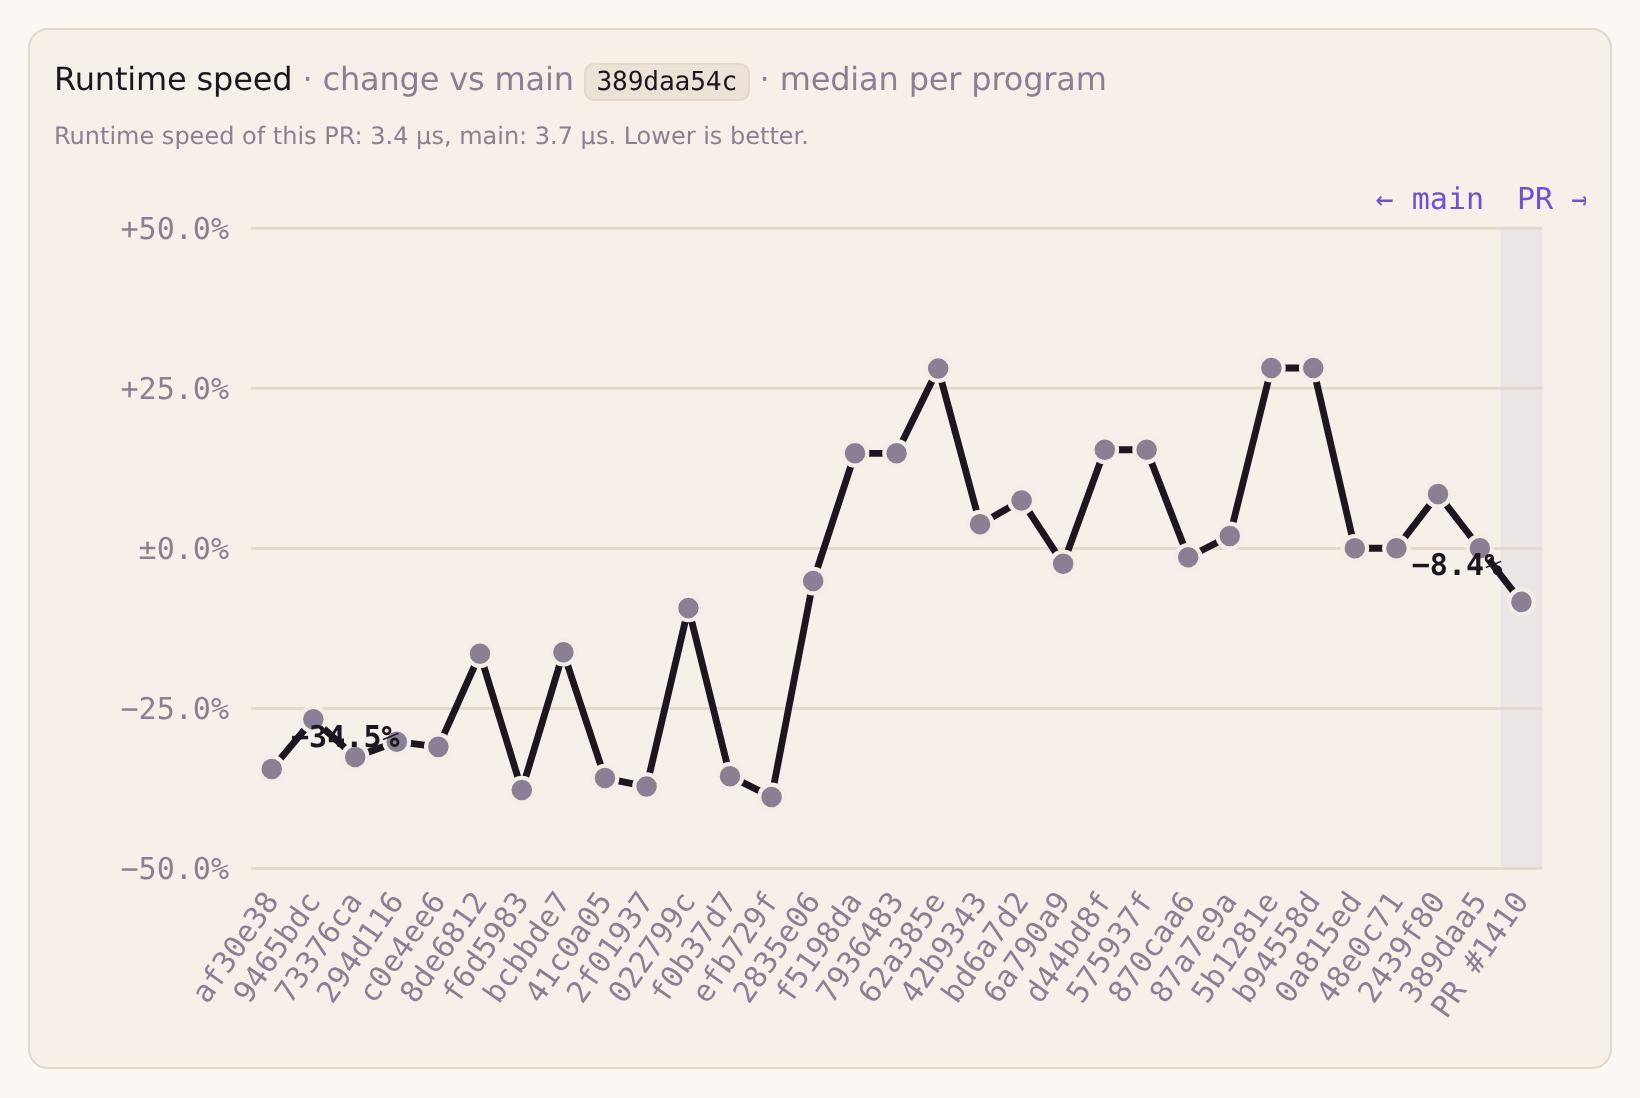 Runtime speed · change vs main 389daa54c · median per program
Runtime speed of this PR: 3.4 µs, main: 3.7 µs. Lower is better.
← main PR →
+50.0%
+25.0%
±0.0%
−25.0%
−50.0%
−34.5%
−8.4%
af30e38
9465bdc
73376ca
294d116
c0e4ee6
8de6812
f6d5983
bcbbde7
41c0a05
2f01937
022799c
f0b37d7
efb729f
2835e06
f5198da
7936483
62a385e
42b9343
bd6a7d2
6a790a9
d44bd8f
575937f
870caa6
87a7e9a
5b1281e
b94558d
0a815ed
48e0c71
2439f80
389daa5
PR #1410